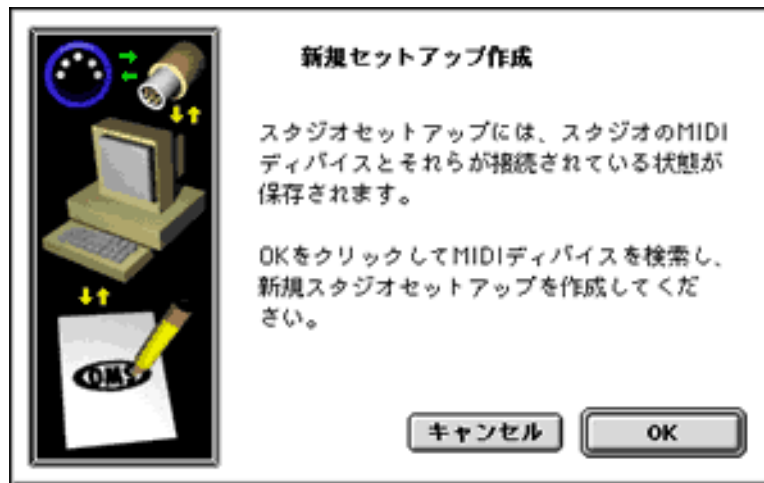 新規セットアップ作成
スタジオセットアップには、スタジオのMIDI
ディバイスとそれらが接続されている状態が
保存されます。
OKをクリックしてMIDIディバイスを検索し、
新規スタジオセットアップを作成してくだ
さい。
OMS
キャンセル
OK